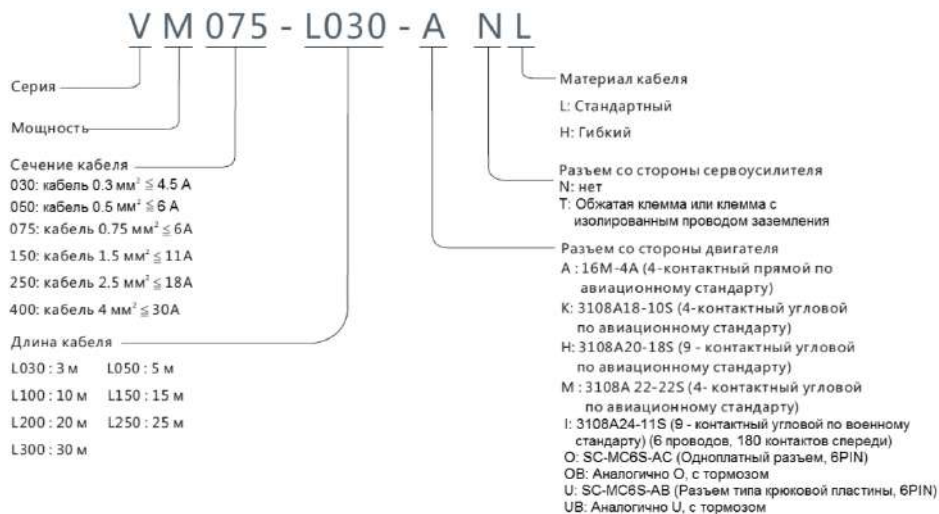 V M 075 - L030 - A N L
Серия
Мощность
Сечение кабеля
030: кабель 0.3 мм² ≦ 4.5 А
050: кабель 0.5 мм² ≦ 6 А
075: кабель 0.75 мм² ≦ 6А
150: кабель 1.5 мм² ≦ 11А
250: кабель 2.5 мм² ≦ 18А
400: кабель 4 мм² ≦ 30А
Длина кабеля
L030 : 3 м L050 : 5 м
L100 : 10 м L150 : 15 м
L200 : 20 м L250 : 25 м
L300 : 30 м
Материал кабеля
L: Стандартный
H: Гибкий
Разъем со стороны сервоусилителя
N: нет
T: Обжатая клемма или клемма с
изолированным проводом заземления
Разъем со стороны двигателя
A : 16M-4A (4-контактный прямой по
авиационному стандарту)
K: 3108A18-10S (4-контактный угловой
по авиационному стандарту)
H: 3108A20-18S (9 - контактный угловой
по авиационному стандарту)
M : 3108A 22-22S (4- контактный угловой
по авиационному стандарту)
I: 3108A24-11S (9 - контактный угловой по военному
стандарту) (6 проводов, 180 контактов спереди)
O: SC-MC6S-AC (Одноплатный разъем, 6PIN)
OB: Аналогично O, с тормозом
U: SC-MC6S-AB (Разъем типа крюковой пластины, 6PIN)
UB: Аналогично U, с тормозом